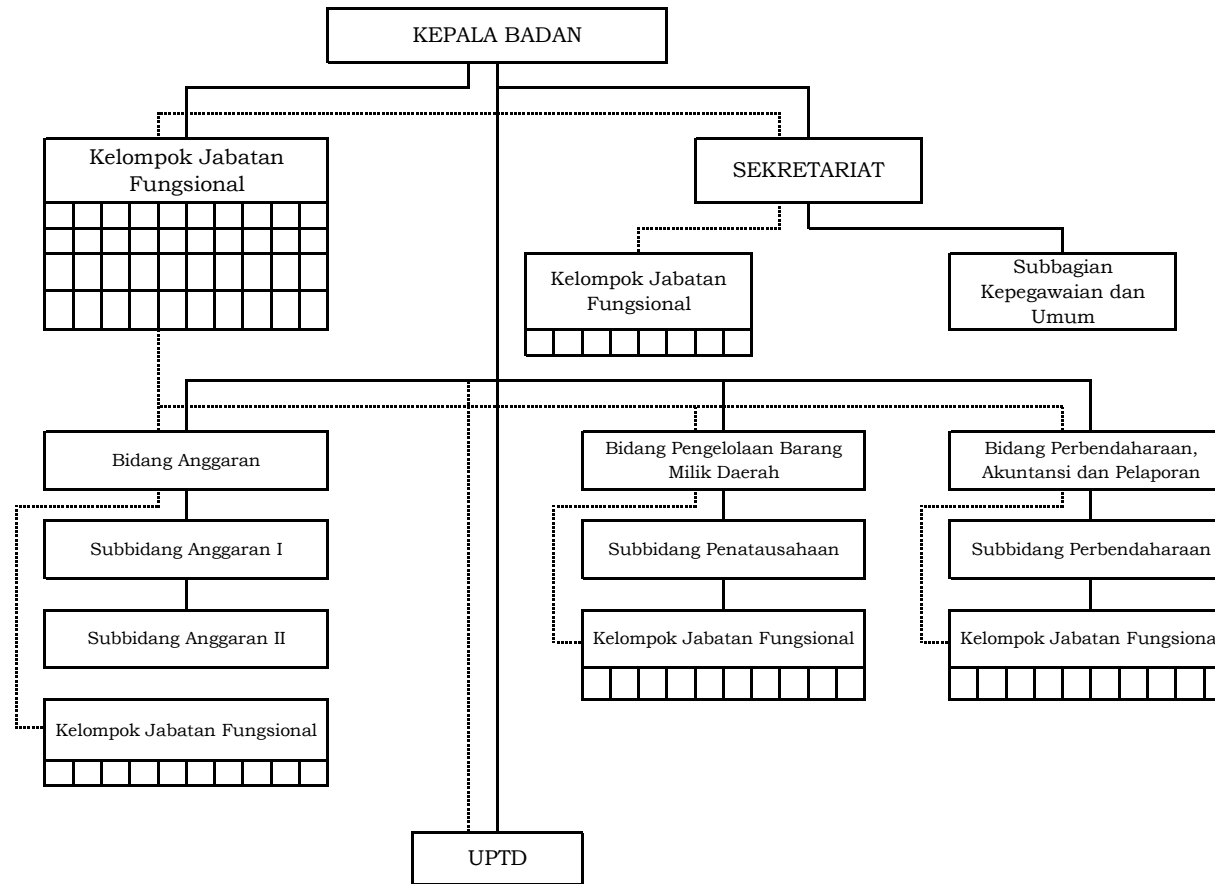 KEPALA BADAN
Kelompok Jabatan
Fungsional
SEKRETARIAT
Kelompok Jabatan
Fungsional
Subbagian
Kepegawaian dan
Umum
Bidang Anggaran
Bidang Pengelolaan Barang
Milik Daerah
Bidang Perbendaharaan,
Akuntansi dan Pelaporan
Subbidang Anggaran I
Subbidang Penatausahaan
Subbidang Perbendaharaan
Subbidang Anggaran II
Kelompok Jabatan Fungsional
Kelompok Jabatan Fungsional
Kelompok Jabatan Fungsional
UPTD